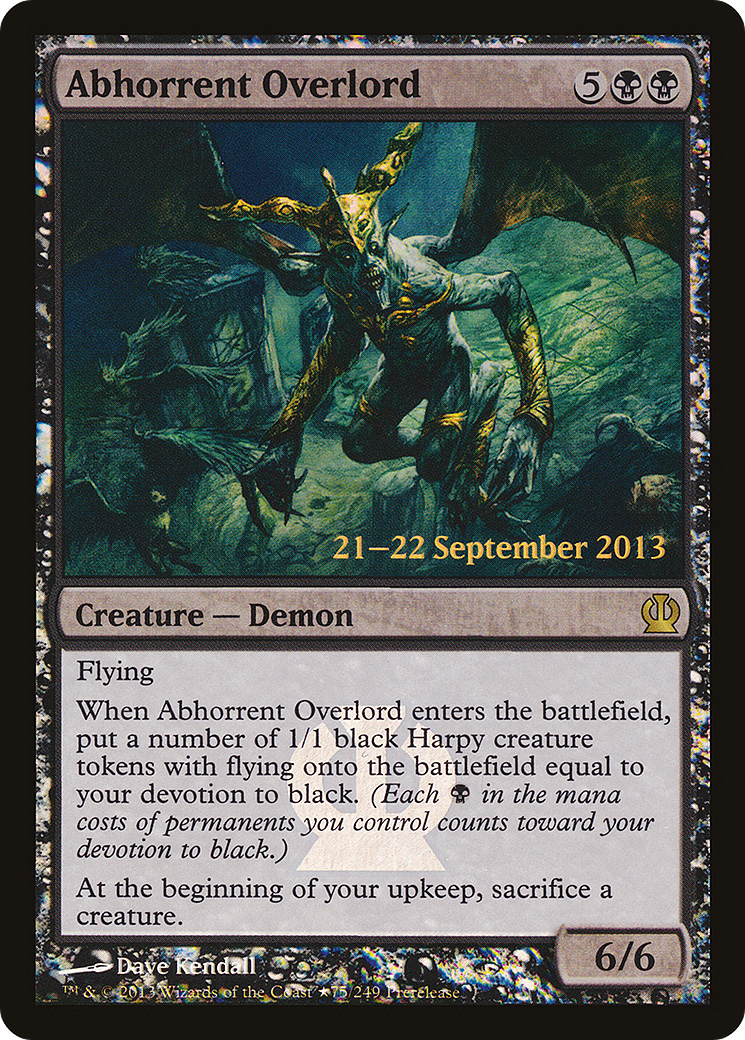 Abhorrent Overlord 5
21–22 September 2013
Creature — Demon
Flying
When Abhorrent Overlord enters the battlefield,
put a number of 1/1 black Harpy creature
tokens with flying onto the battlefield equal to
your devotion to black. (Each in the mana
costs of permanents you control counts toward your
devotion to black.)
At the beginning of your upkeep, sacrifice a
creature.
6/6
Dave Kendall
™ & © 2013 Wizards of the Coast ★75/249 Prerelease